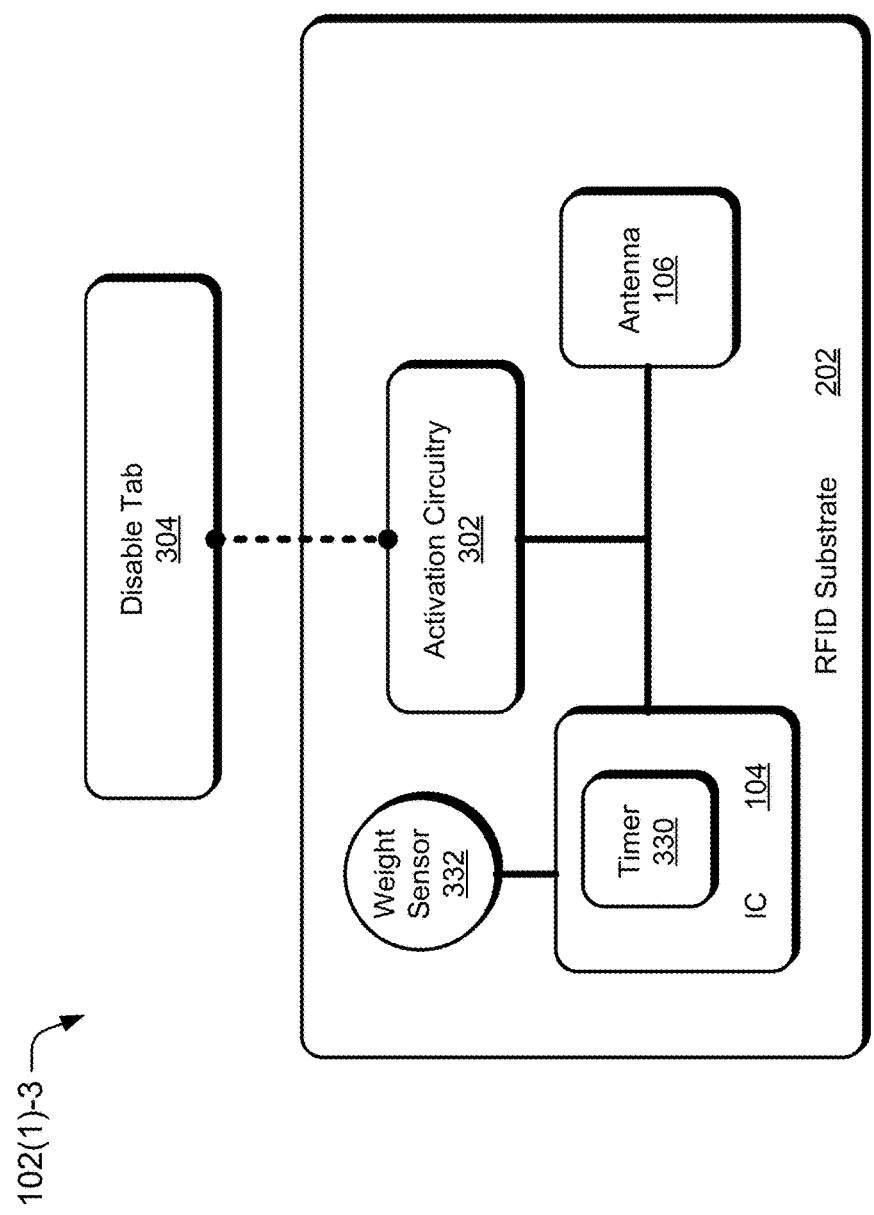 Disable Tab
304
Activation Circuitry
302
Weight
Sensor
332
Antenna
106
Timer
330
IC 104
RFID Substrate 202
102(1)-3